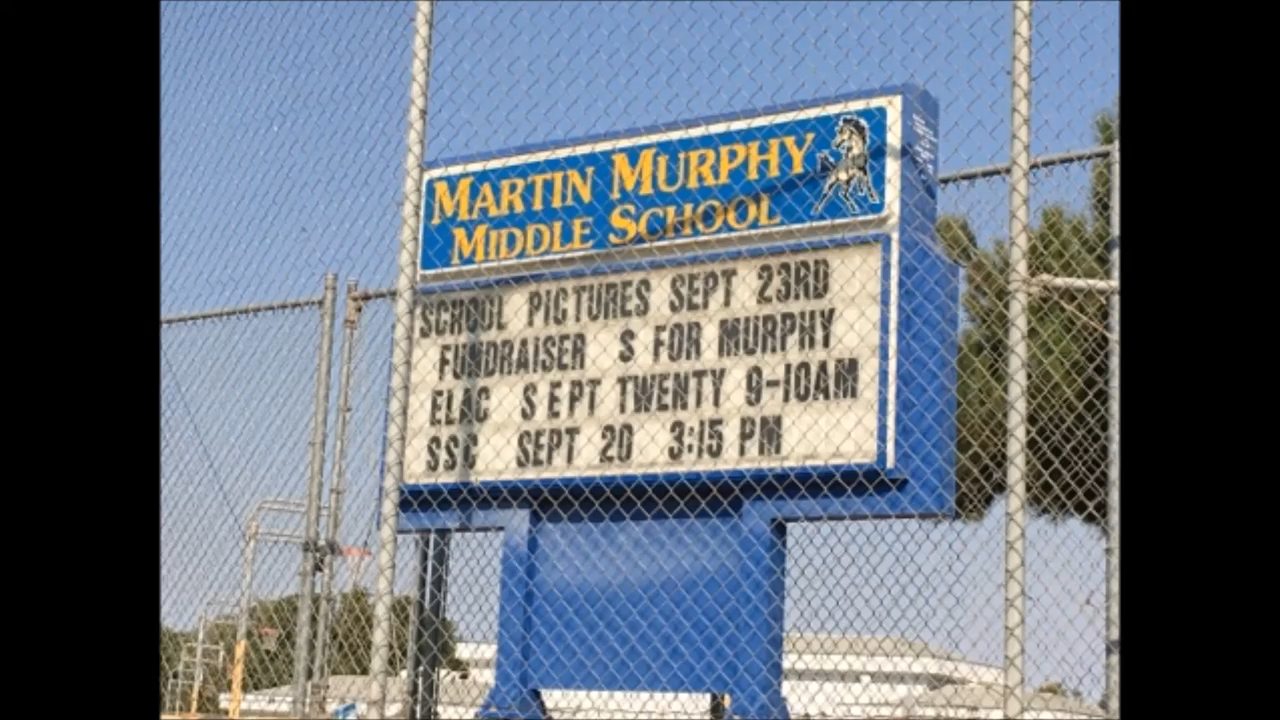 MARTIN MURPHY
MIDDLE SCHOOL
SCHOOL PICTURES SEPT 23RD
FUNDRAISER S FOR MURPHY
ELAC SEPT TWENTY 9-10AM
SSC SEPT 20 3:15 PM